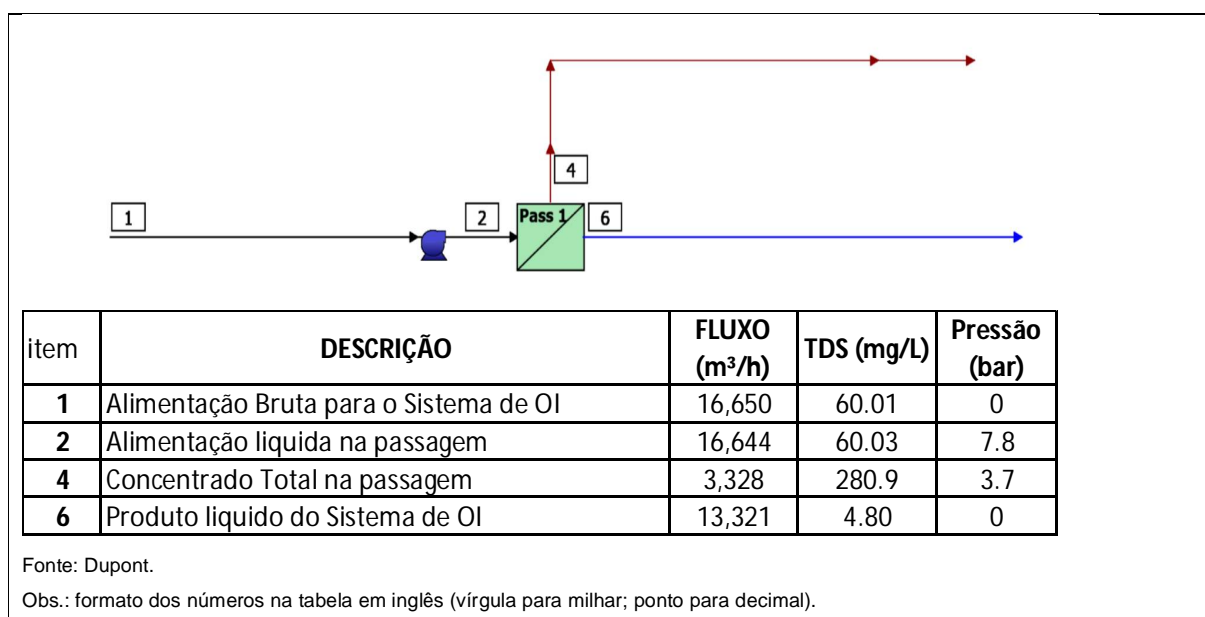 4
1
2
Pass 1
6
item DESCRIÇÃO FLUXO (m³/h) TDS (mg/L) Pressão (bar)
1 Alimentação Bruta para o Sistema de OI 16,650 60.01 0
2 Alimentação liquida na passagem 16,644 60.03 7.8
4 Concentrado Total na passagem 3,328 280.9 3.7
6 Produto liquido do Sistema de OI 13,321 4.80 0
Fonte: Dupont.
Obs.: formato dos números na tabela em inglês (vírgula para milhar; ponto para decimal).